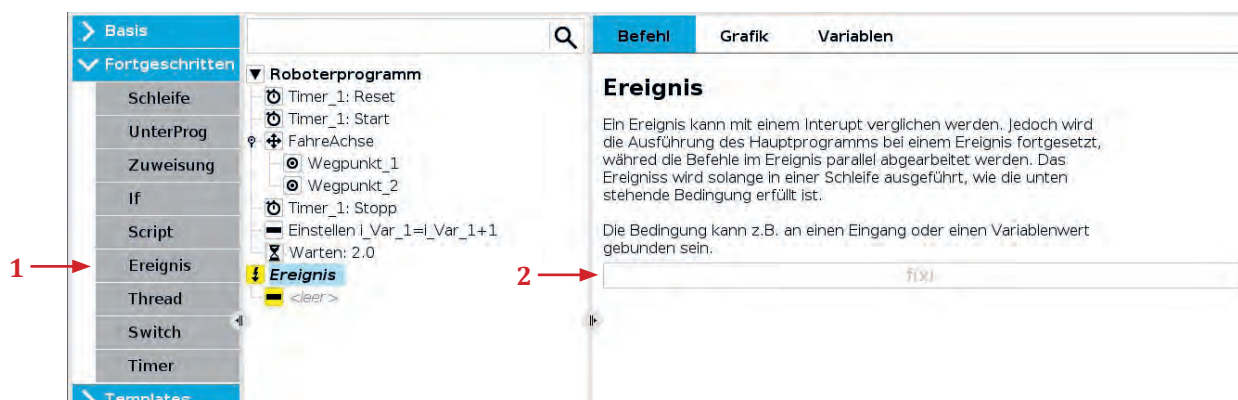 Basis
Fortgeschritten
Schleife
UnterProg
Zuweisung
If
Script
Ereignis
Thread
Switch
Timer
Templates
1
Roboterprogramm
Timer_1: Reset
Timer_1: Start
FahreAchse
Wegpunkt_1
Wegpunkt_2
Timer_1: Stopp
Einstellen i_Var_1=i_Var_1+1
Warten: 2.0
Ereignis
<leer>
Befehl Grafik Variablen
Ereignis
Ein Ereignis kann mit einem Interupt verglichen werden. Jedoch wird
die Ausführung des Hauptprogramms bei einem Ereignis fortgesetzt,
währed die Befehle im Ereignis parallel abgearbeitet werden. Das
Ereigniss wird solange in einer Schleife ausgeführt, wie die unten
stehende Bedingung erfüllt ist.
Die Bedingung kann z.B. an einen Eingang oder einen Variablenwert
gebunden sein.
2
f(x)